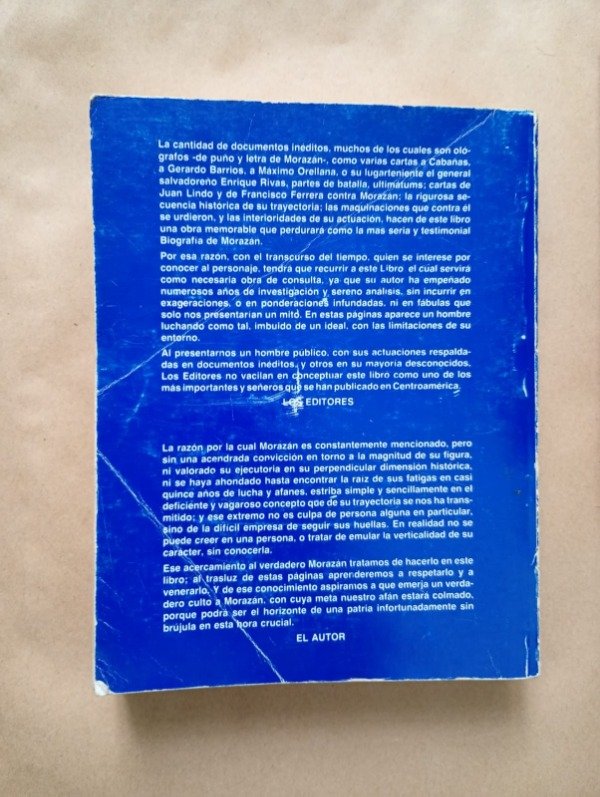 La cantidad de documentos inéditos, muchos de los cuales son oló-
grafos -de puño y letra de Morazán-, como varias cartas a Cabañas,
a Gerardo Barrios, a Máximo Orellana, o su lugarteniente el general
salvadoreño Enrique Rivas, partes de batalla, ultimátums; cartas de
Juan Lindo y de Francisco Ferrera contra Morazán; la rigurosa se-
cuencia histórica de su trayectoria; las maquinaciones que contra él
se urdieron, y las interioridades de su actuación, hacen de este libro
una obra memorable que perdurará como la mas seria y testimonial
Biografía de Morazán.
Por esa razón, con el transcurso del tiempo, quien se interese por
conocer al personaje, tendrá que recurrir a este Libro, el cual servirá
como necesaria obra de consulta, ya que su autor ha empeñado
numerosos años de investigación y sereno análisis, sin incurrir en
exageraciones, o en ponderaciones infundadas, ni en fábulas que
solo nos presentarían un mito. En estas páginas aparece un hombre
luchando como tal, imbuido de un ideal, con las limitaciones de su
entorno.
Al presentarnos un hombre público, con sus actuaciones respalda-
das en documentos inéditos, y otros en su mayoría desconocidos,
Los Editores no vacilan en conceptuar este libro como uno de los
más importantes y señeros que se han publicado en Centroamérica.
LOS EDITORES
La razón por la cual Morazán es constantemente mencionado, pero
sin una acendrada convicción en torno a la magnitud de su figura,
ni valorado su ejecutoria en su perpendicular dimensión histórica,
ni se haya ahondado hasta encontrar la raíz de sus fatigas en casi
quince años de lucha y afanes, estriba simple y sencillamente en el
deficiente y vagaroso concepto que de su trayectoria se nos ha trans-
mitido; y ese extremo no es culpa de persona alguna en particular,
sino de la difícil empresa de seguir sus huellas. En realidad no se
puede creer en una persona, o tratar de emular la verticalidad de su
carácter, sin conocerla.
Ese acercamiento al verdadero Morazán tratamos de hacerlo en este
libro; al trasluz de estas páginas aprenderemos a respetarlo y a
venerarlo. Y de ese conocimiento aspiramos a que emerja un verda-
dero culto a Morazán, con cuya meta nuestro afán estará colmado,
porque podrá ser el horizonte de una patria infortunadamente sin
brújula en esta hora crucial.
EL AUTOR